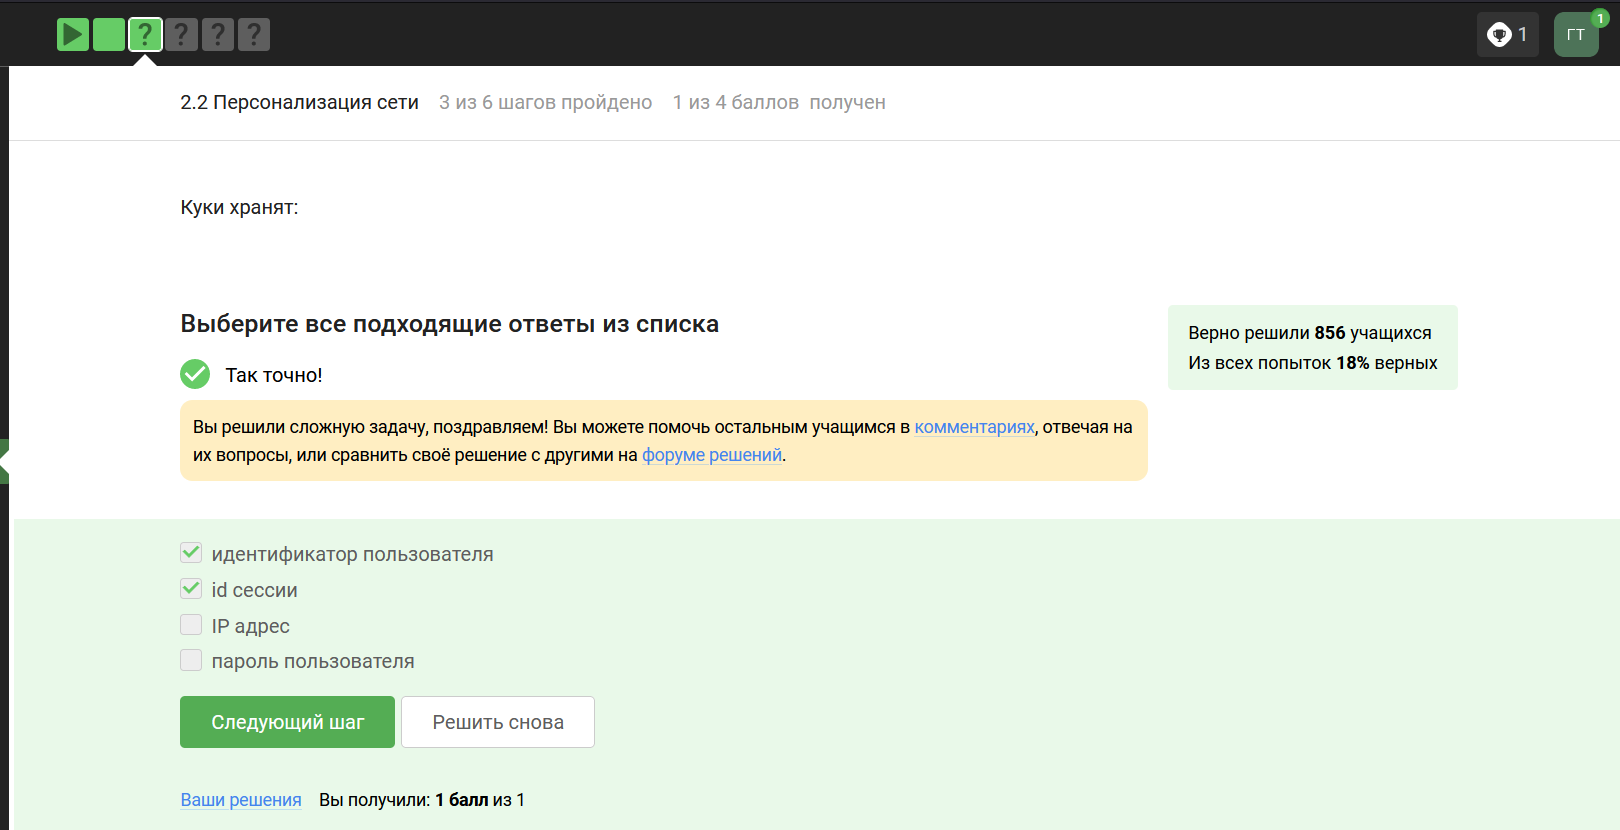 ? ? ? ?
1
ГТ
1
2.2 Персонализация сети 3 из 6 шагов пройдено 1 из 4 баллов получен
Куки хранят:
Выберите все подходящие ответы из списка
Верно решили 856 учащихся
Из всех попыток 18% верных
Так точно!
Вы решили сложную задачу, поздравляем! Вы можете помочь остальным учащимся в комментариях, отвечая на
их вопросы, или сравнить своё решение с другими на форуме решений.
идентификатор пользователя
id сессии
IP адрес
пароль пользователя
Следующий шаг Решить снова
Ваши решения Вы получили: 1 балл из 1